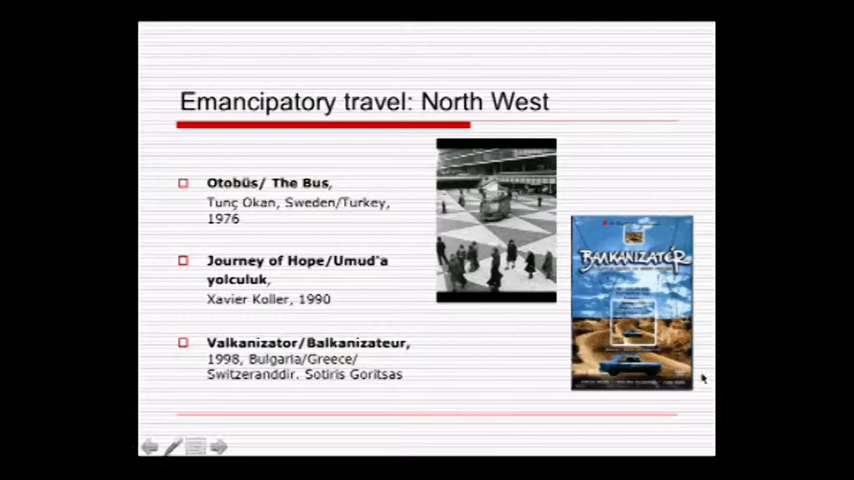 Emancipatory travel: North West
Otobüs/ The Bus,
Tunç Okan, Sweden/Turkey,
1976
Journey of Hope/Umud'a
yolculuk,
Xavier Koller, 1990
Valkanizator/Balkanizateur,
1998, Bulgaria/Greece/
Switzeranddir. Sotiris Goritsas